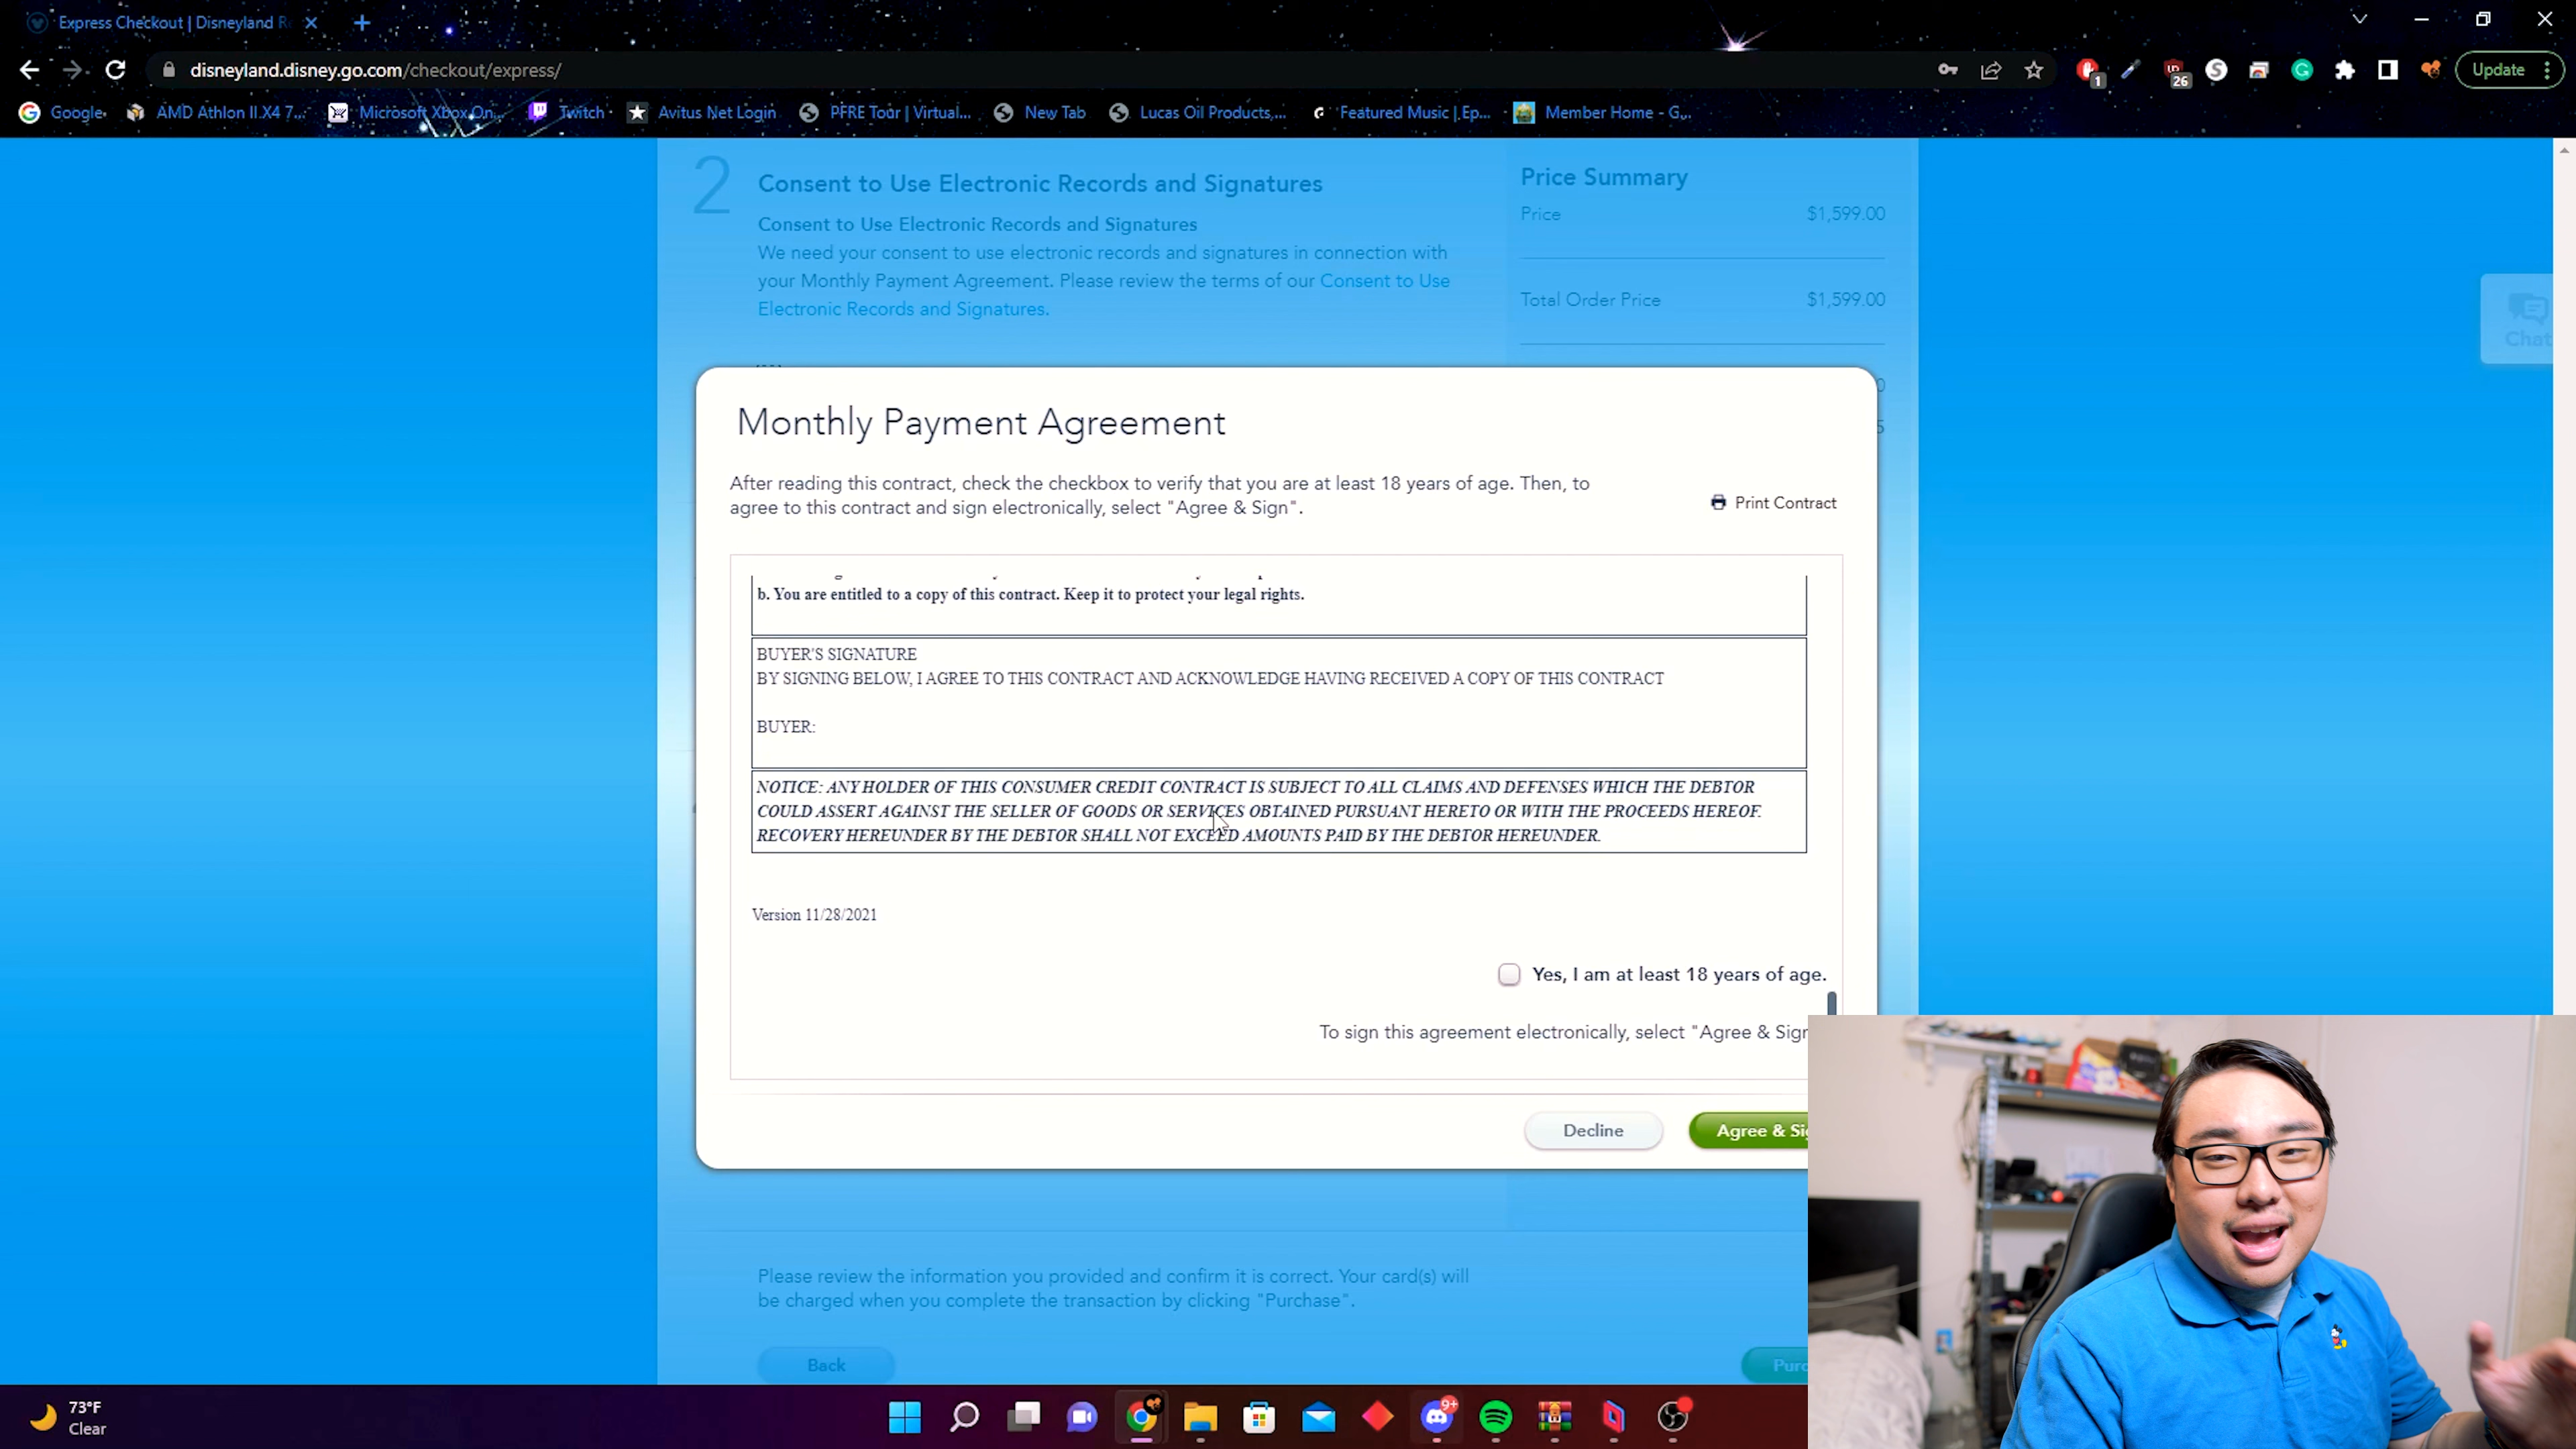 Express Checkout | Disneyland R
disneyland.disney.go.com/checkout/express/
1
26
Update
Google
AMD Athlon II X4 7...
Microsoft Xbox On...
Twitch
Avitus Net Login
PFRE Tour | Virtual...
New Tab
Lucas Oil Products,...
Featured Music | Ep...
Member Home - G...
2
Consent to Use Electronic Records and Signatures
Consent to Use Electronic Records and Signatures
We need your consent to use electronic records and signatures in connection with
your Monthly Payment Agreement. Please review the terms of our Consent to Use
Electronic Records and Signatures.
Price Summary
Price $1,599.00
Total Order Price $1,599.00
0
5
Chat
Monthly Payment Agreement
After reading this contract, check the checkbox to verify that you are at least 18 years of age. Then, to
agree to this contract and sign electronically, select "Agree & Sign".
Print Contract
b. You are entitled to a copy of this contract. Keep it to protect your legal rights.
BUYER'S SIGNATURE
BY SIGNING BELOW, I AGREE TO THIS CONTRACT AND ACKNOWLEDGE HAVING RECEIVED A COPY OF THIS CONTRACT
BUYER:
NOTICE: ANY HOLDER OF THIS CONSUMER CREDIT CONTRACT IS SUBJECT TO ALL CLAIMS AND DEFENSES WHICH THE DEBTOR
COULD ASSERT AGAINST THE SELLER OF GOODS OR SERVICES OBTAINED PURSUANT HERETO OR WITH THE PROCEEDS HEREOF.
RECOVERY HEREUNDER BY THE DEBTOR SHALL NOT EXCEED AMOUNTS PAID BY THE DEBTOR HEREUNDER.
Version 11/28/2021
Yes, I am at least 18 years of age.
To sign this agreement electronically, select "Agree & Sign
Decline
Agree & Si
Please review the information you provided and confirm it is correct. Your card(s) will
be charged when you complete the transaction by clicking "Purchase".
Back
Purc
73°F
Clear
9+